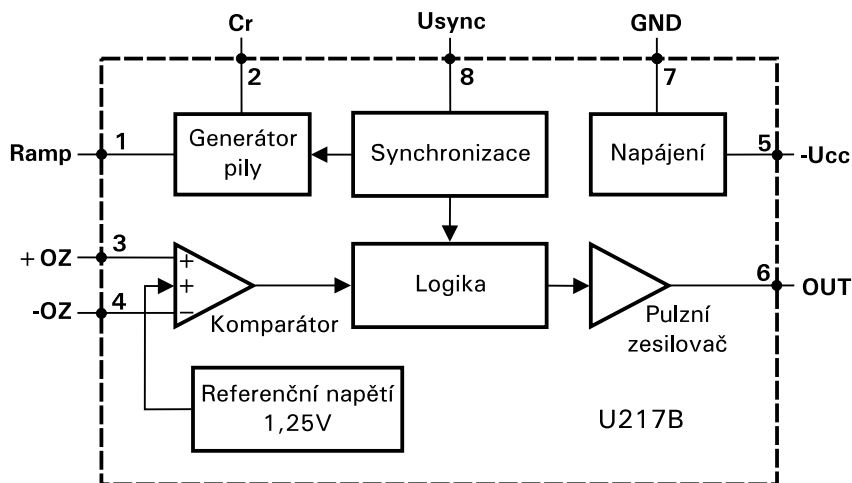 Cr
Usync
GND
2
8
7
Ramp
1
Generátor
pily
Synchronizace
Napájení
5
-Ucc
3
+ OZ
+
+
-
4
-OZ
Komparátor
Logika
6
OUT
Pulzní
zesilovač
Referenční napětí
1,25V
U217B